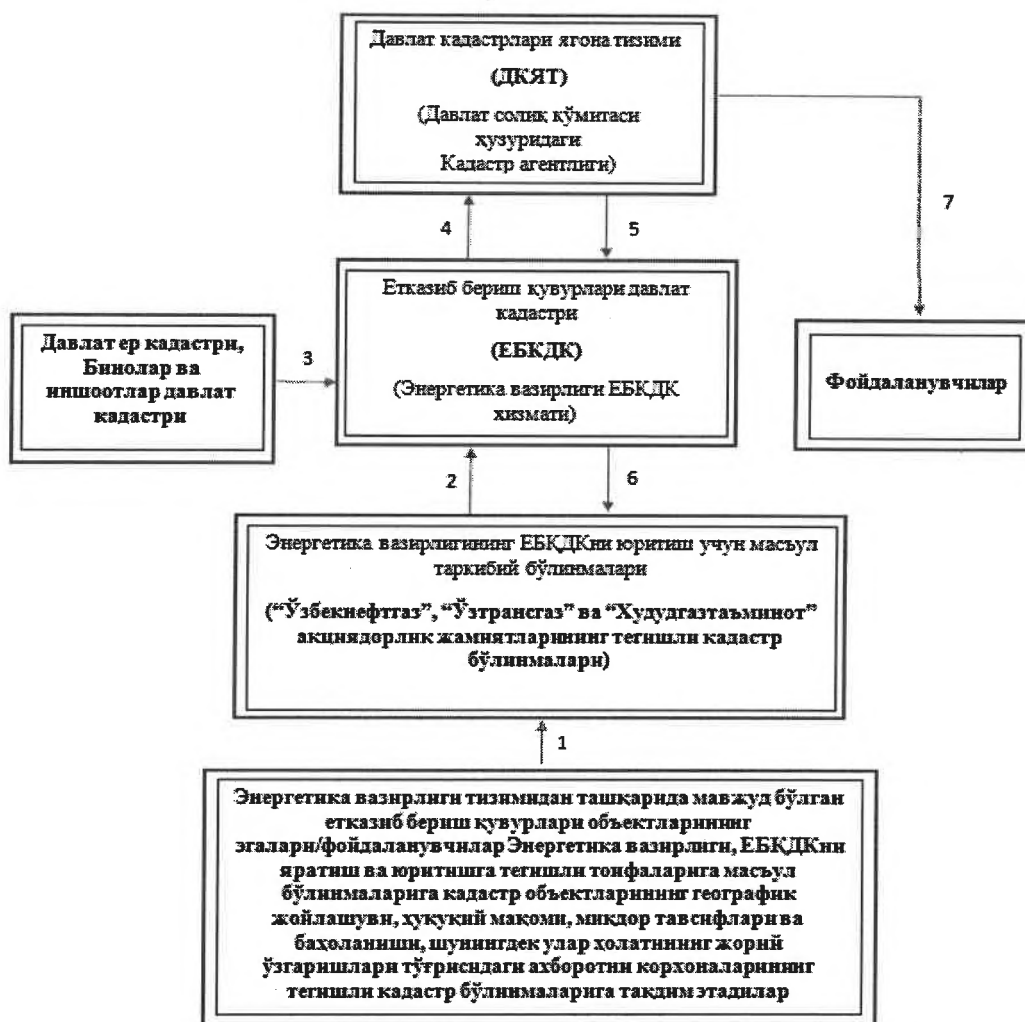 Давлат кадастрлари ягона тизими
(ДКЯТ)
(Давлат солиқ қўмитаси
ҳузуридаги
Кадастр агентлиги)
4
5
7
Етказиб бериш қувурлари давлат
кадастри
(ЕБҚДК)
(Энергетика вазирлиги ЕБҚДК
хизмати)
Давлат ер кадастри,
Бинолар ва
иншоотлар давлат
кадастри
3
Фойдаланувчилар
2
6
Энергетика вазирлигининг ЕБҚДКни юритиш учун масъул
таркибий бўлинмалари
(“Ўзбекнефтгаз”, “Ўзтрансгаз” ва “Ҳудудгазтаъминот”
акциядорлик жамиятларининг тегишли кадастр
бўлинмалари)
1
Энергетика вазирлиги тизимидан ташқарида мавжуд бўлган
етказиб бериш қувурлари объектларининг
эгалари/фойдаланувчилар Энергетика вазирлиги, ЕБҚДКни
яратиш ва юритишга тегишли тоифаларига масъул
бўлинмаларига кадастр объектларининг географик
жойлашуви, ҳуқуқий мақоми, миқдор тавсифлари ва
баҳоланиши, шунингдек улар ҳолатининг жорий
ўзгаришлари тўғрисидаги ахборотни корхоналарининг
тегишли кадастр бўлинмаларига тақдим этадилар